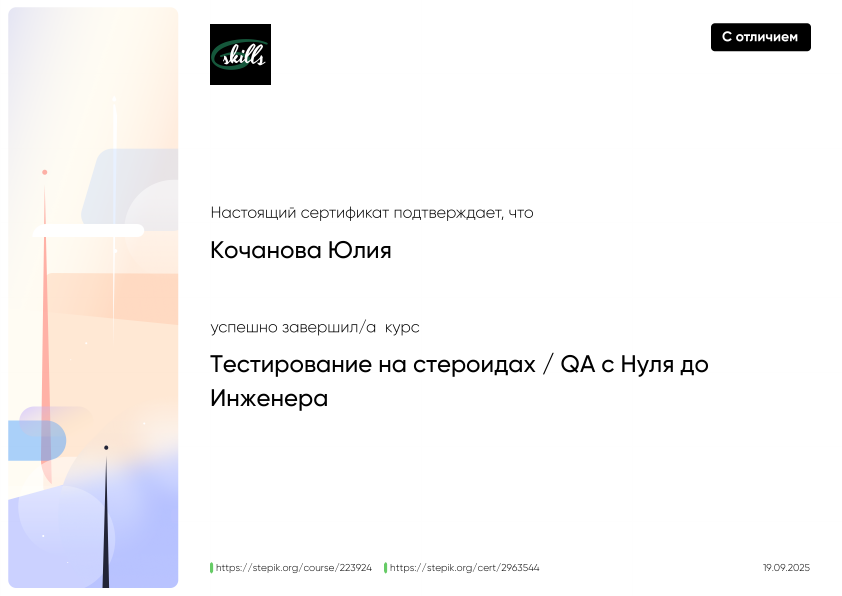 skills
С отличием
Настоящий сертификат подтверждает, что
Кочанова Юлия
успешно завершил/а курс
Тестирование на стероидах / QA с Нуля до
Инженера
https://stepik.org/course/223924 https://stepik.org/cert/2963544 19.09.2025